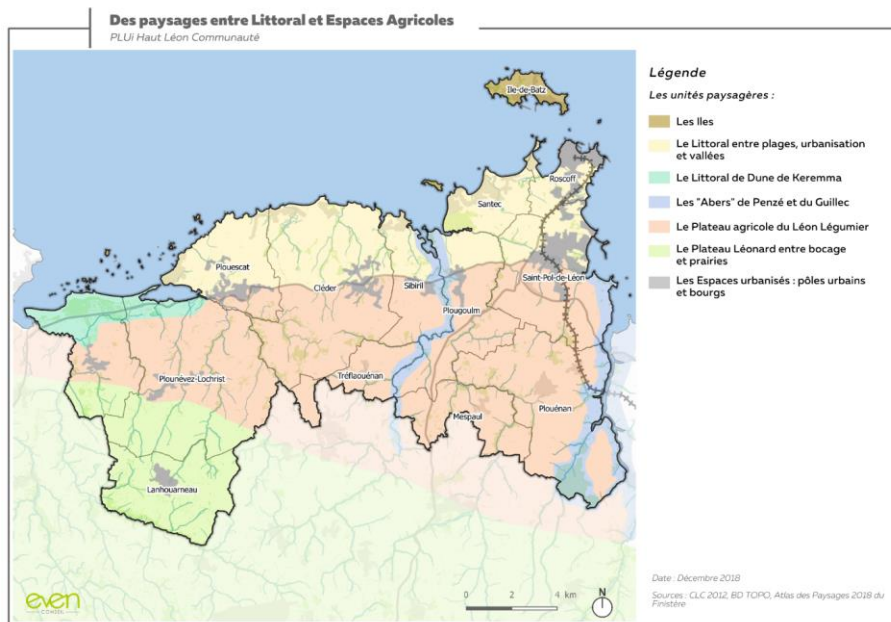 Des paysages entre Littoral et Espaces Agricoles
PLUi Haut Léon Communauté
Légende
Les unités paysagères :
Les Iles
Le Littoral entre plages, urbanisation
et vallées
Le Littoral de Dune de Keremma
Les "Abers" de Penzé et du Guillec
Le Plateau agricole du Léon Légumier
Le Plateau Léonard entre bocage
et prairies
Les Espaces urbanisés : pôles urbains
et bourgs
Ile-de-Batz
Roscoff
Santec
Plouescat
Cléder
Sibiril
Saint-Pol-de-Léon
Plougoulm
Plounévez-Lochrist
Tréflaouénan
Mespaul
Plouénan
Lanhouarneau
even
CONSEIL
0 2 4 km
N
Date : Décembre 2018
Sources : CLC 2012, BD TOPO, Atlas des Paysages 2018 du
Finistère